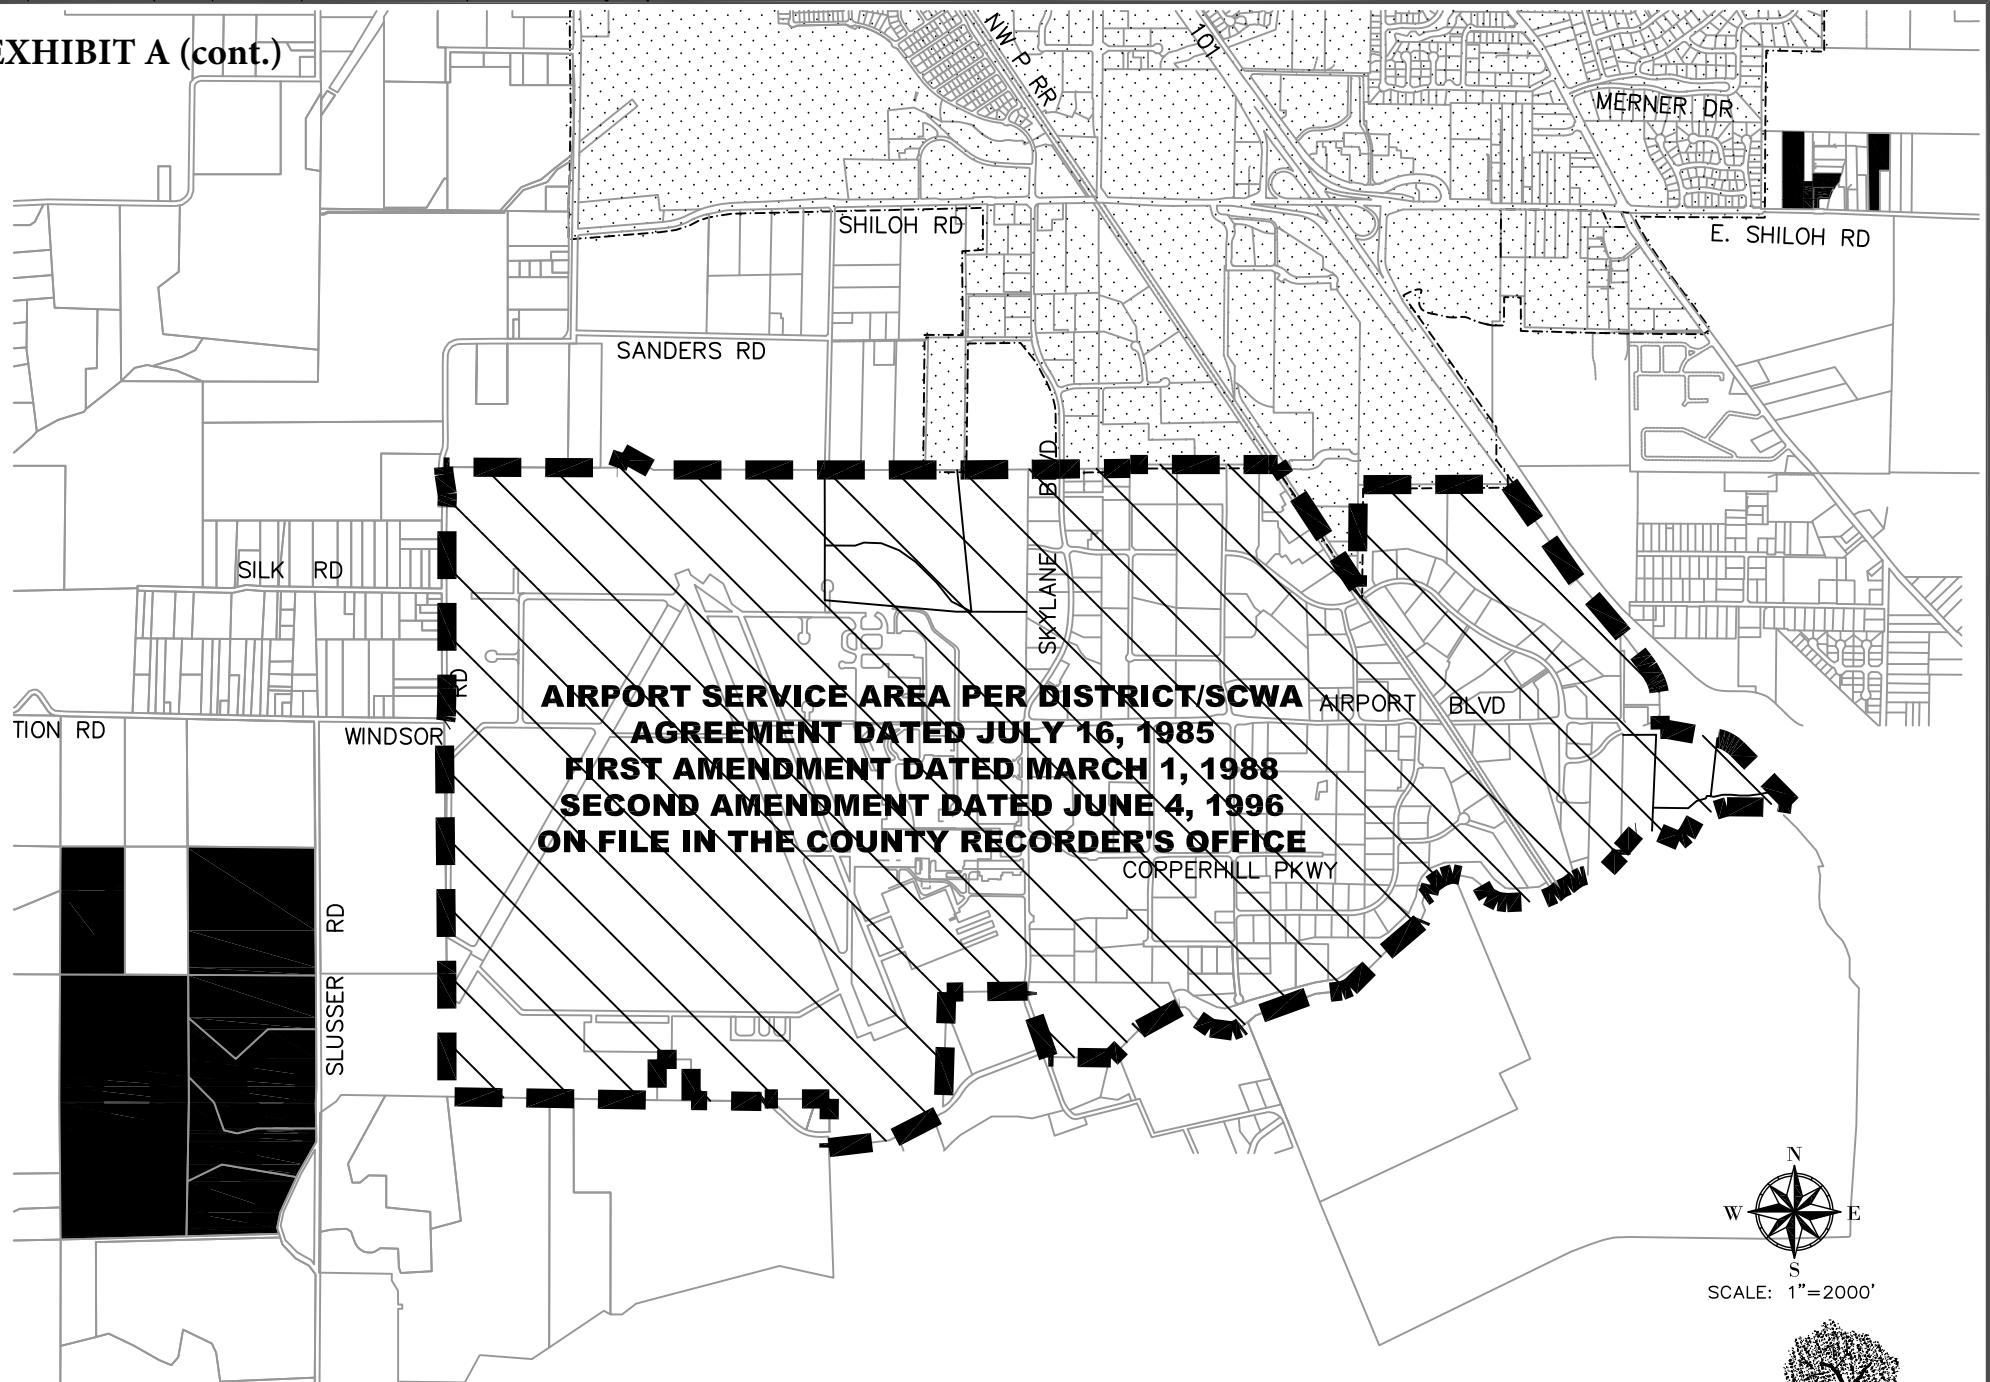 EXHIBIT A (cont.)
NW P RR
101
MERNER DR
SHILOH RD
E. SHILOH RD
SANDERS RD
SKYLANE BLVD
SILK RD
RD
AIRPORT SERVICE AREA PER DISTRICT/SCWA
AGREEMENT DATED JULY 16, 1985
FIRST AMENDMENT DATED MARCH 1, 1988
SECOND AMENDMENT DATED JUNE 4, 1996
ON FILE IN THE COUNTY RECORDER'S OFFICE
AIRPORT BLVD
TION RD
WINDSOR
COPPERHILL PKWY
SLUSSER RD
N
W E
S
SCALE: 1"=2000'